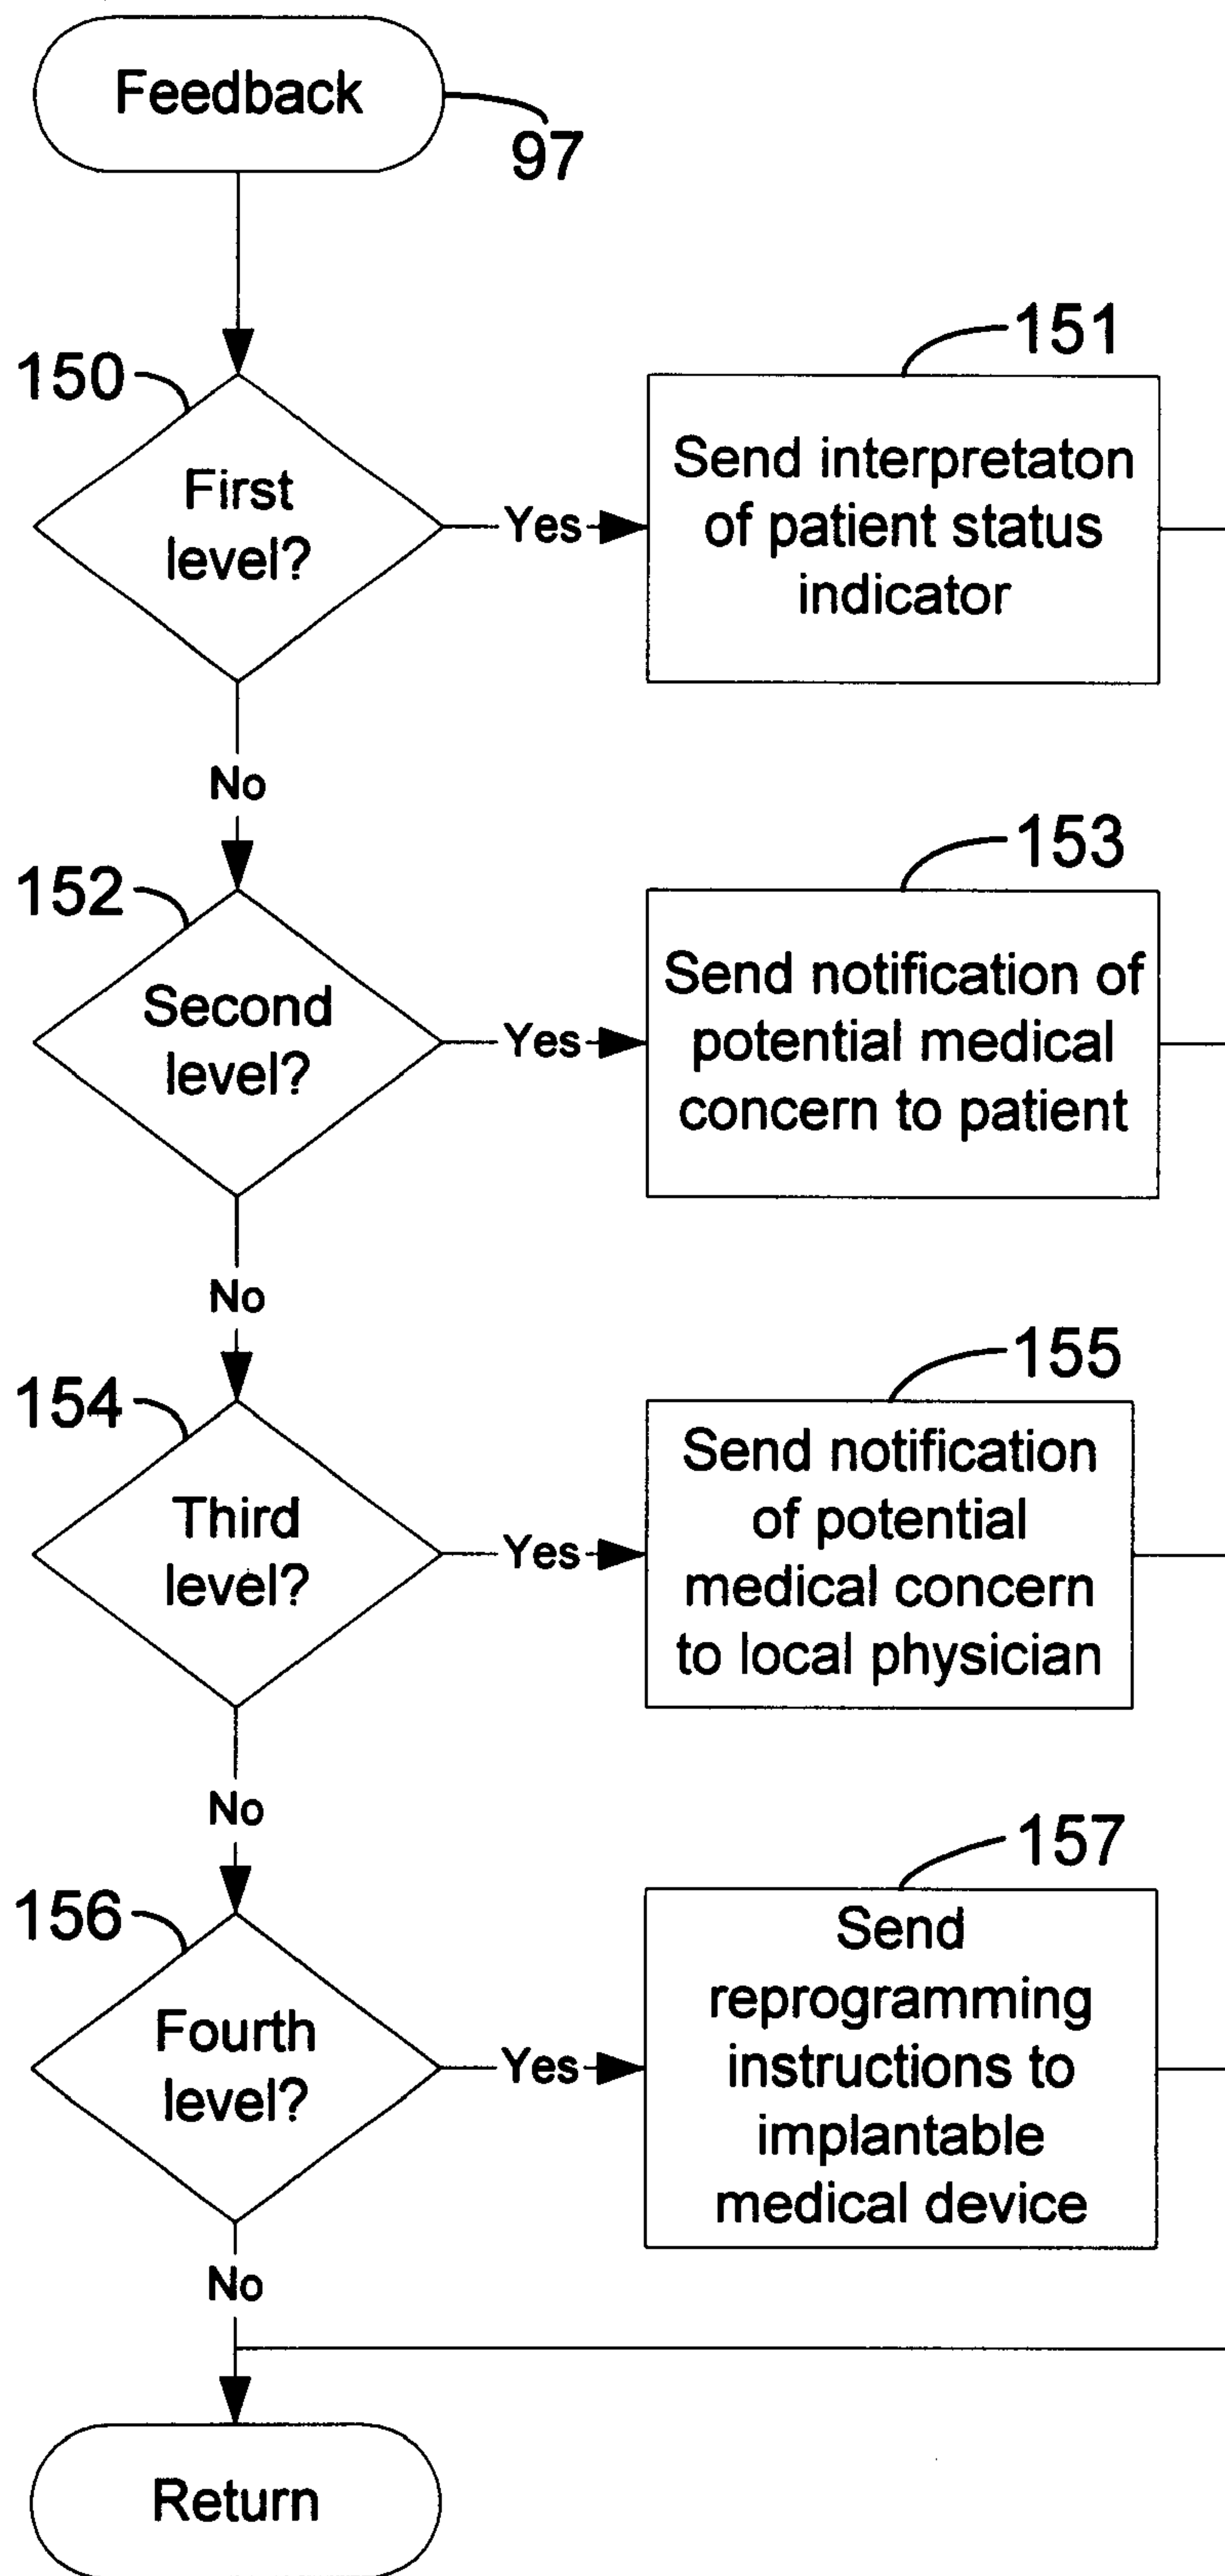 Feedback
97
150
First
level?
Yes
151
Send interpretaton
of patient status
indicator
No
152
Second
level?
Yes
153
Send notification of
potential medical
concern to patient
No
154
Third
level?
Yes
155
Send notification
of potential
medical concern
to local physician
No
156
Fourth
level?
Yes
157
Send
reprogramming
instructions to
implantable
medical device
No
Return